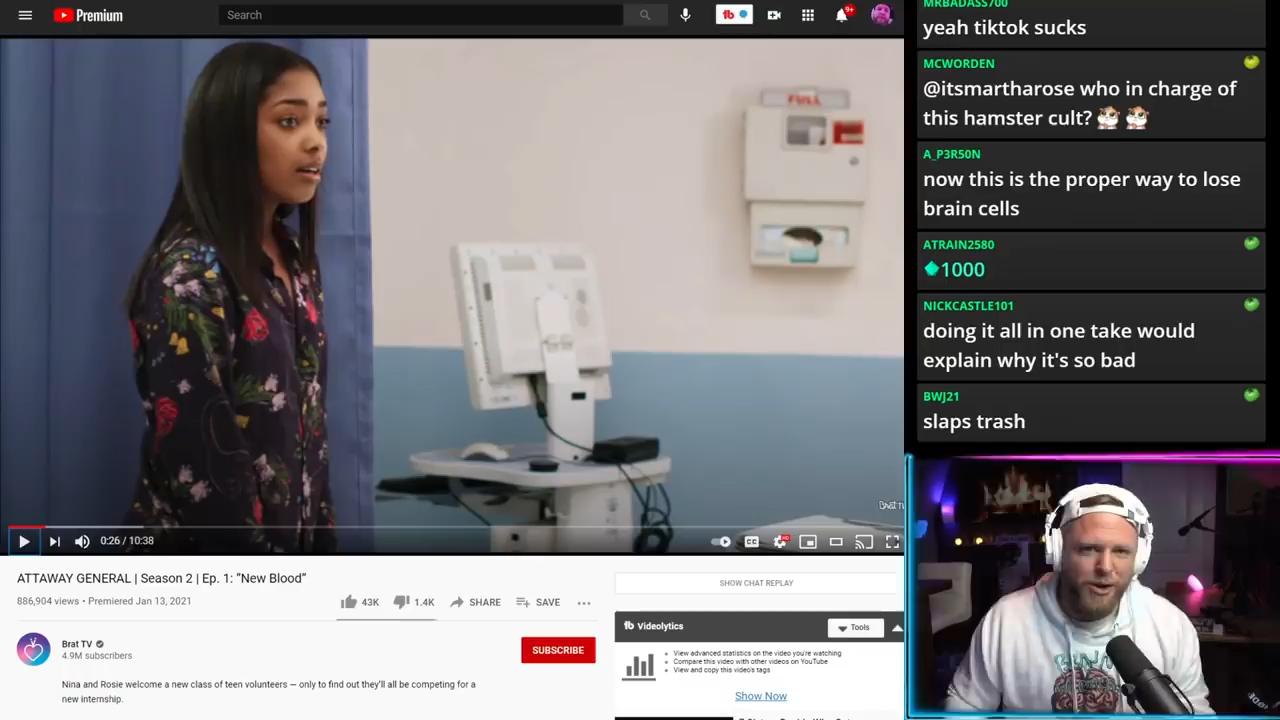 Premium
Search
9+
FULL
0:26 / 10:38
CC
HD
ATTAWAY GENERAL | Season 2 | Ep. 1: “New Blood”
886,904 views • Premiered Jan 13, 2021
43K
1.4K
SHARE
SAVE
Brat TV
4.9M subscribers
SUBSCRIBE
Nina and Rosie welcome a new class of teen volunteers — only to find out they'll all be competing for a
new internship.
SHOW CHAT REPLAY
Videolytics
Tools
View advanced statistics on the video you're watching
Compare this video with other videos on YouTube
View and copy this video's tags
Show Now
MRBADASS700
yeah tiktok sucks
MCWORDEN
@itsmartharose who in charge of
this hamster cult?
A_P3R50N
now this is the proper way to lose
brain cells
ATRAIN2580
1000
NICKCASTLE101
doing it all in one take would
explain why it's so bad
BWJ21
slaps trash